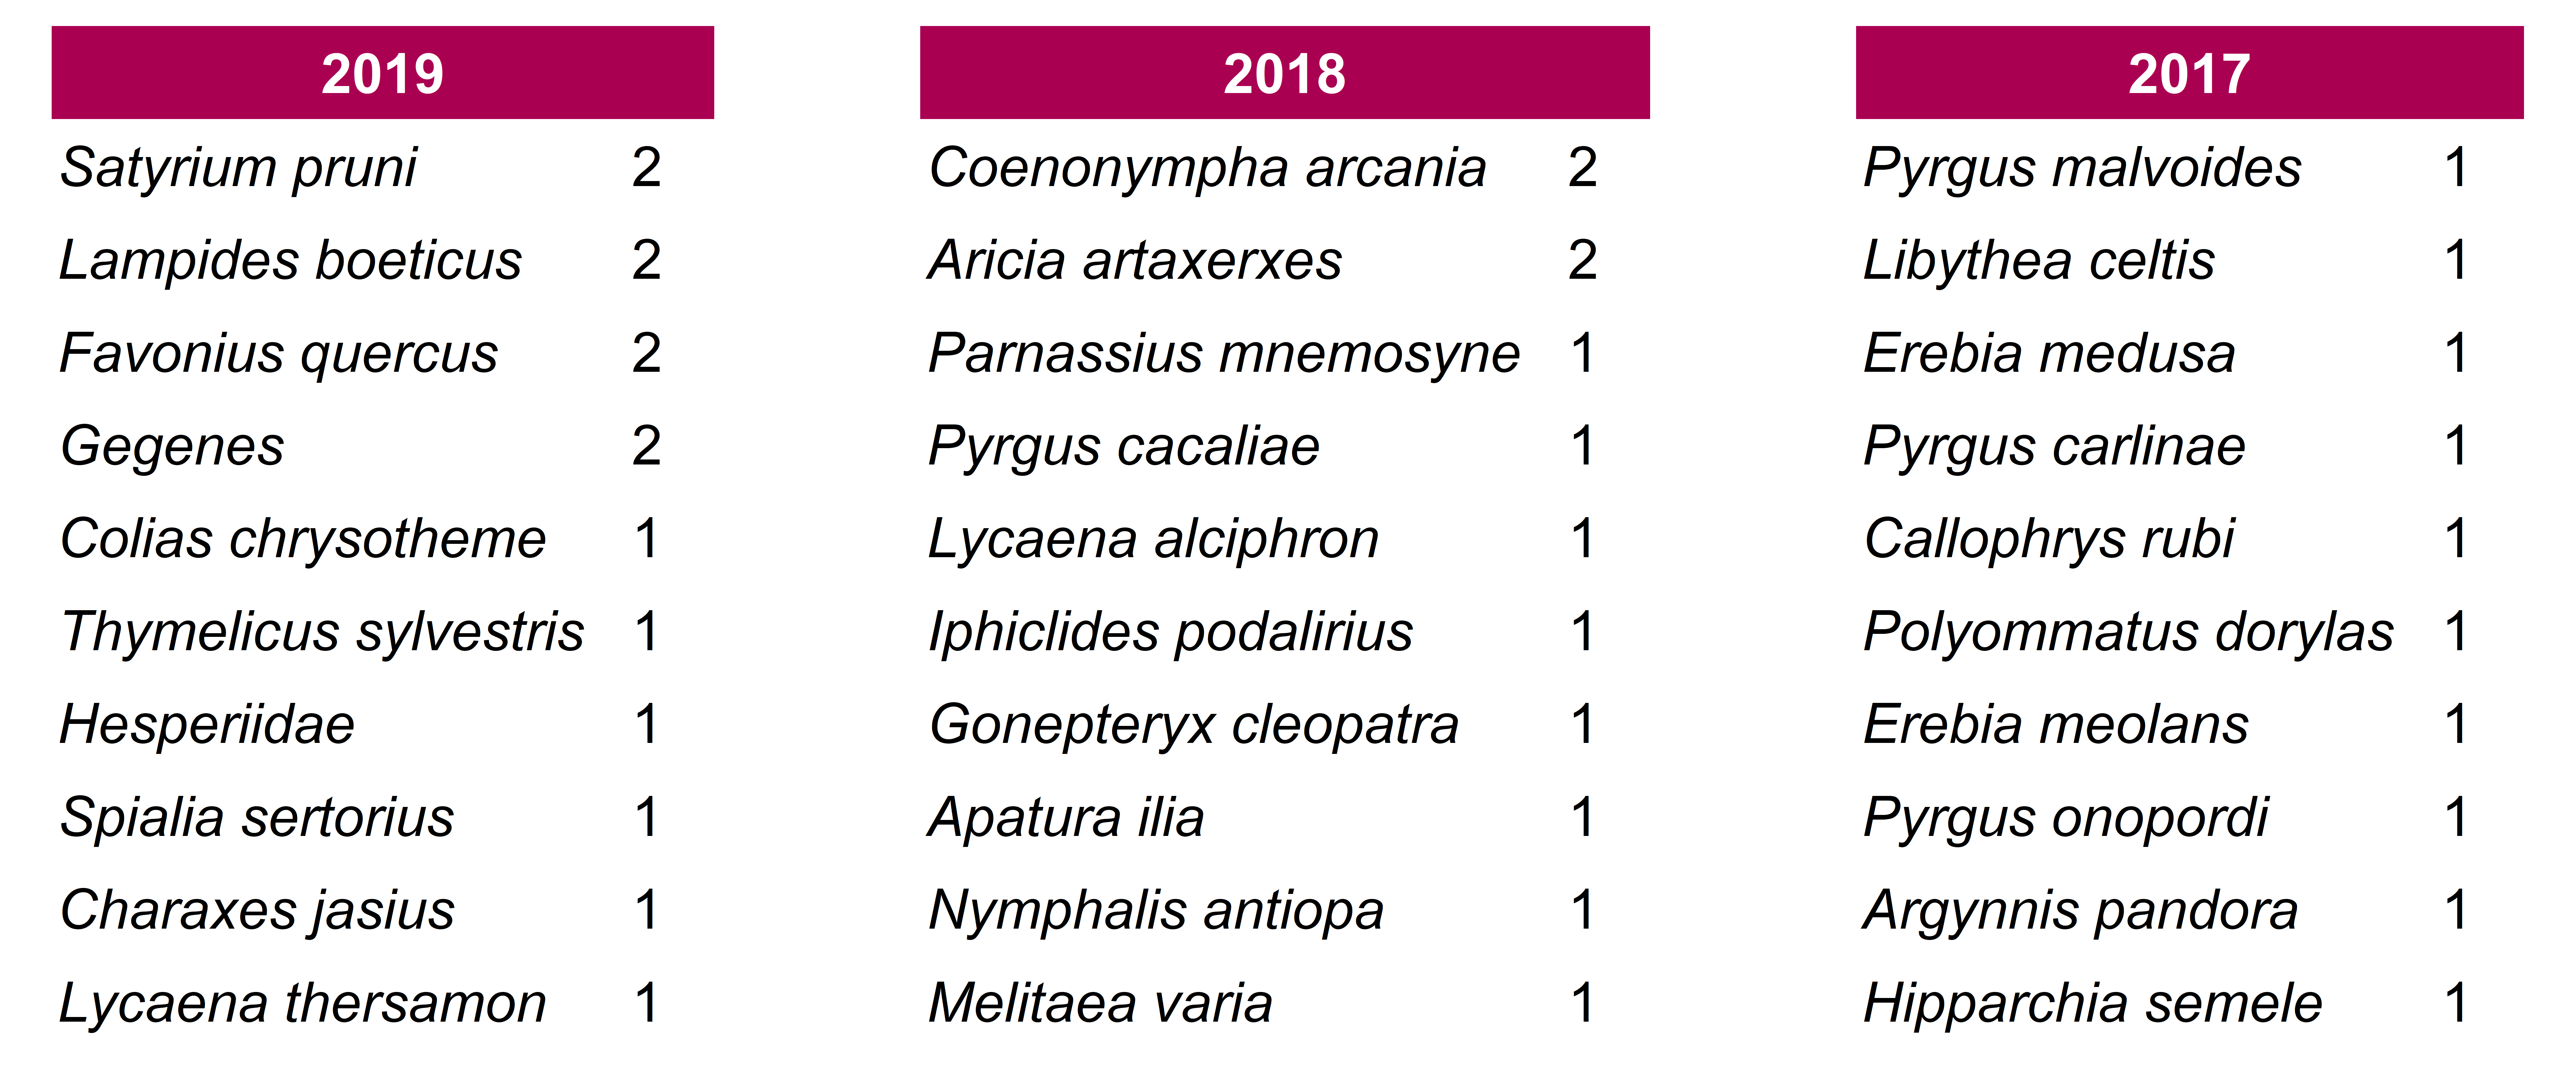 2019 2018 2017
Satyrium pruni 2 Coenonympha arcania 2 Pyrgus malvoides 1
Lampides boeticus 2 Aricia artaxerxes 2 Libythea celtis 1
Favonius quercus 2 Parnassius mnemosyne 1 Erebia medusa 1
Gegenes 2 Pyrgus cacaliae 1 Pyrgus carlinae 1
Colias chrysotheme 1 Lycaena alciphron 1 Callophrys rubi 1
Thymelicus sylvestris 1 Iphiclides podalirius 1 Polyommatus dorylas 1
Hesperiidae 1 Gonepteryx cleopatra 1 Erebia meolans 1
Spialia sertorius 1 Apatura ilia 1 Pyrgus onopordi 1
Charaxes jasius 1 Nymphalis antiopa 1 Argynnis pandora 1
Lycaena thersamon 1 Melitaea varia 1 Hipparchia semele 1